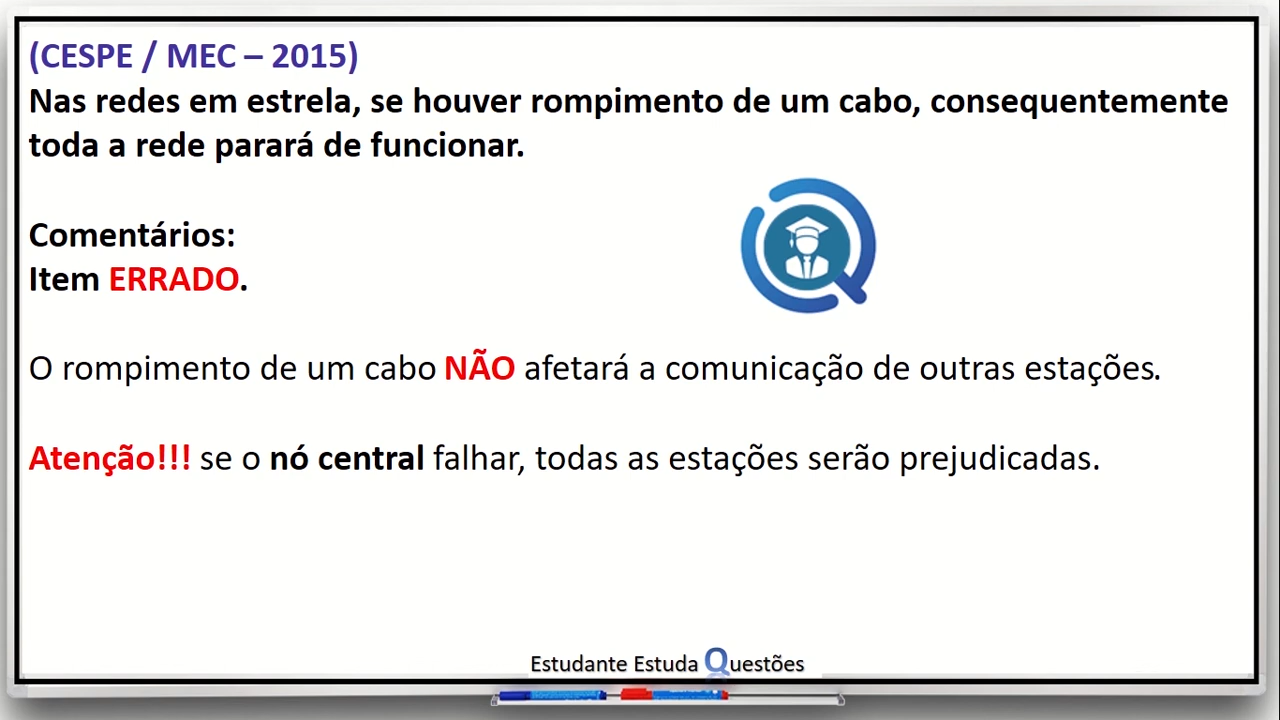 (CESPE / MEC – 2015)
Nas redes em estrela, se houver rompimento de um cabo, consequentemente
toda a rede parará de funcionar.
Comentários:
Item ERRADO.
O rompimento de um cabo NÃO afetará a comunicação de outras estações.
Atenção!!! se o nó central falhar, todas as estações serão prejudicadas.
Estudante Estuda Questões